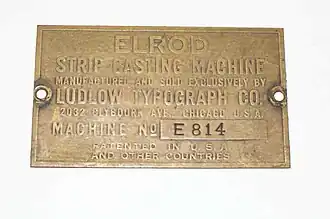 ELROD
STRIP CASTING MACHINE
MANUFACTURED AND SOLD EXCLUSIVELY BY
LUDLOW TYPOGRAPH CO.
2032 CLYBOURN AVE. CHICAGO U.S.A.
MACHINE No E 814
PATENTED IN U.S.A.
AND OTHER COUNTRIES